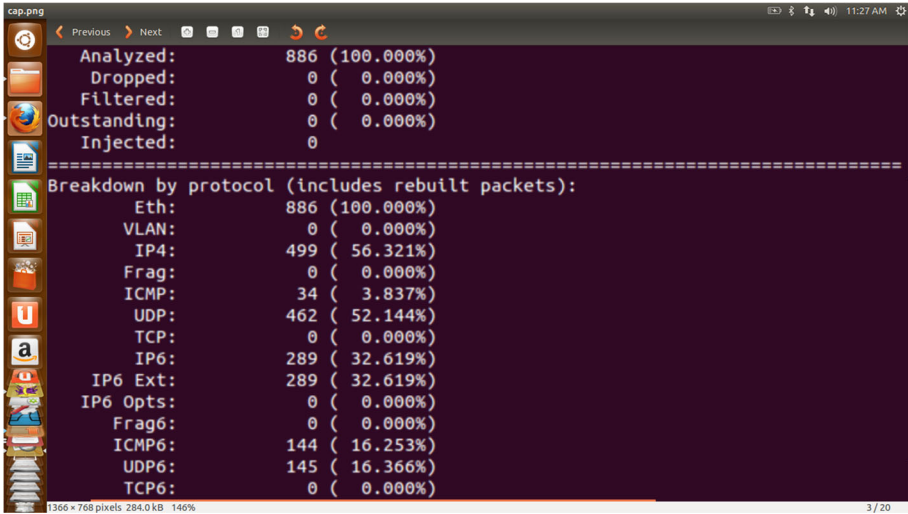 cap.png 11:27 AM
Previous Next
Analyzed: 886 (100.000%)
Dropped: 0 ( 0.000%)
Filtered: 0 ( 0.000%)
Outstanding: 0 ( 0.000%)
Injected: 0
===============================================================================
Breakdown by protocol (includes rebuilt packets):
Eth: 886 (100.000%)
VLAN: 0 ( 0.000%)
IP4: 499 ( 56.321%)
Frag: 0 ( 0.000%)
ICMP: 34 ( 3.837%)
UDP: 462 ( 52.144%)
TCP: 0 ( 0.000%)
IP6: 289 ( 32.619%)
IP6 Ext: 289 ( 32.619%)
IP6 Opts: 0 ( 0.000%)
Frag6: 0 ( 0.000%)
ICMP6: 144 ( 16.253%)
UDP6: 145 ( 16.366%)
TCP6: 0 ( 0.000%)
1366 × 768 pixels 284.0 kB 146% 3 / 20